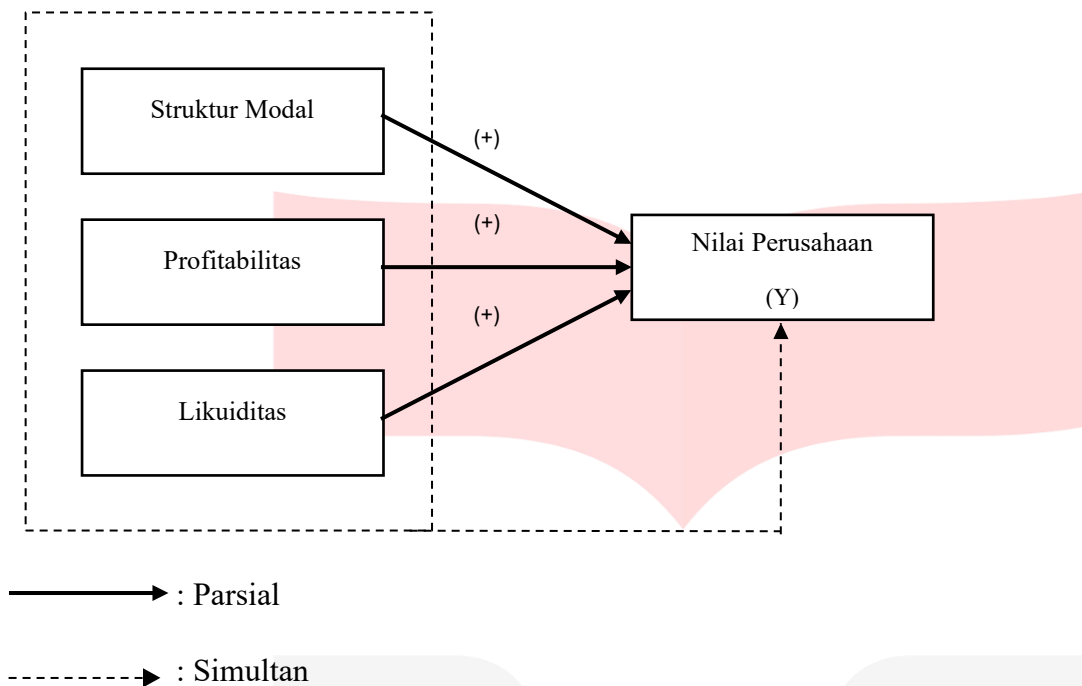 Struktur Modal
(+)
Profitabilitas
(+)
Nilai Perusahaan
(Y)
(+)
Likuiditas
: Parsial
: Simultan